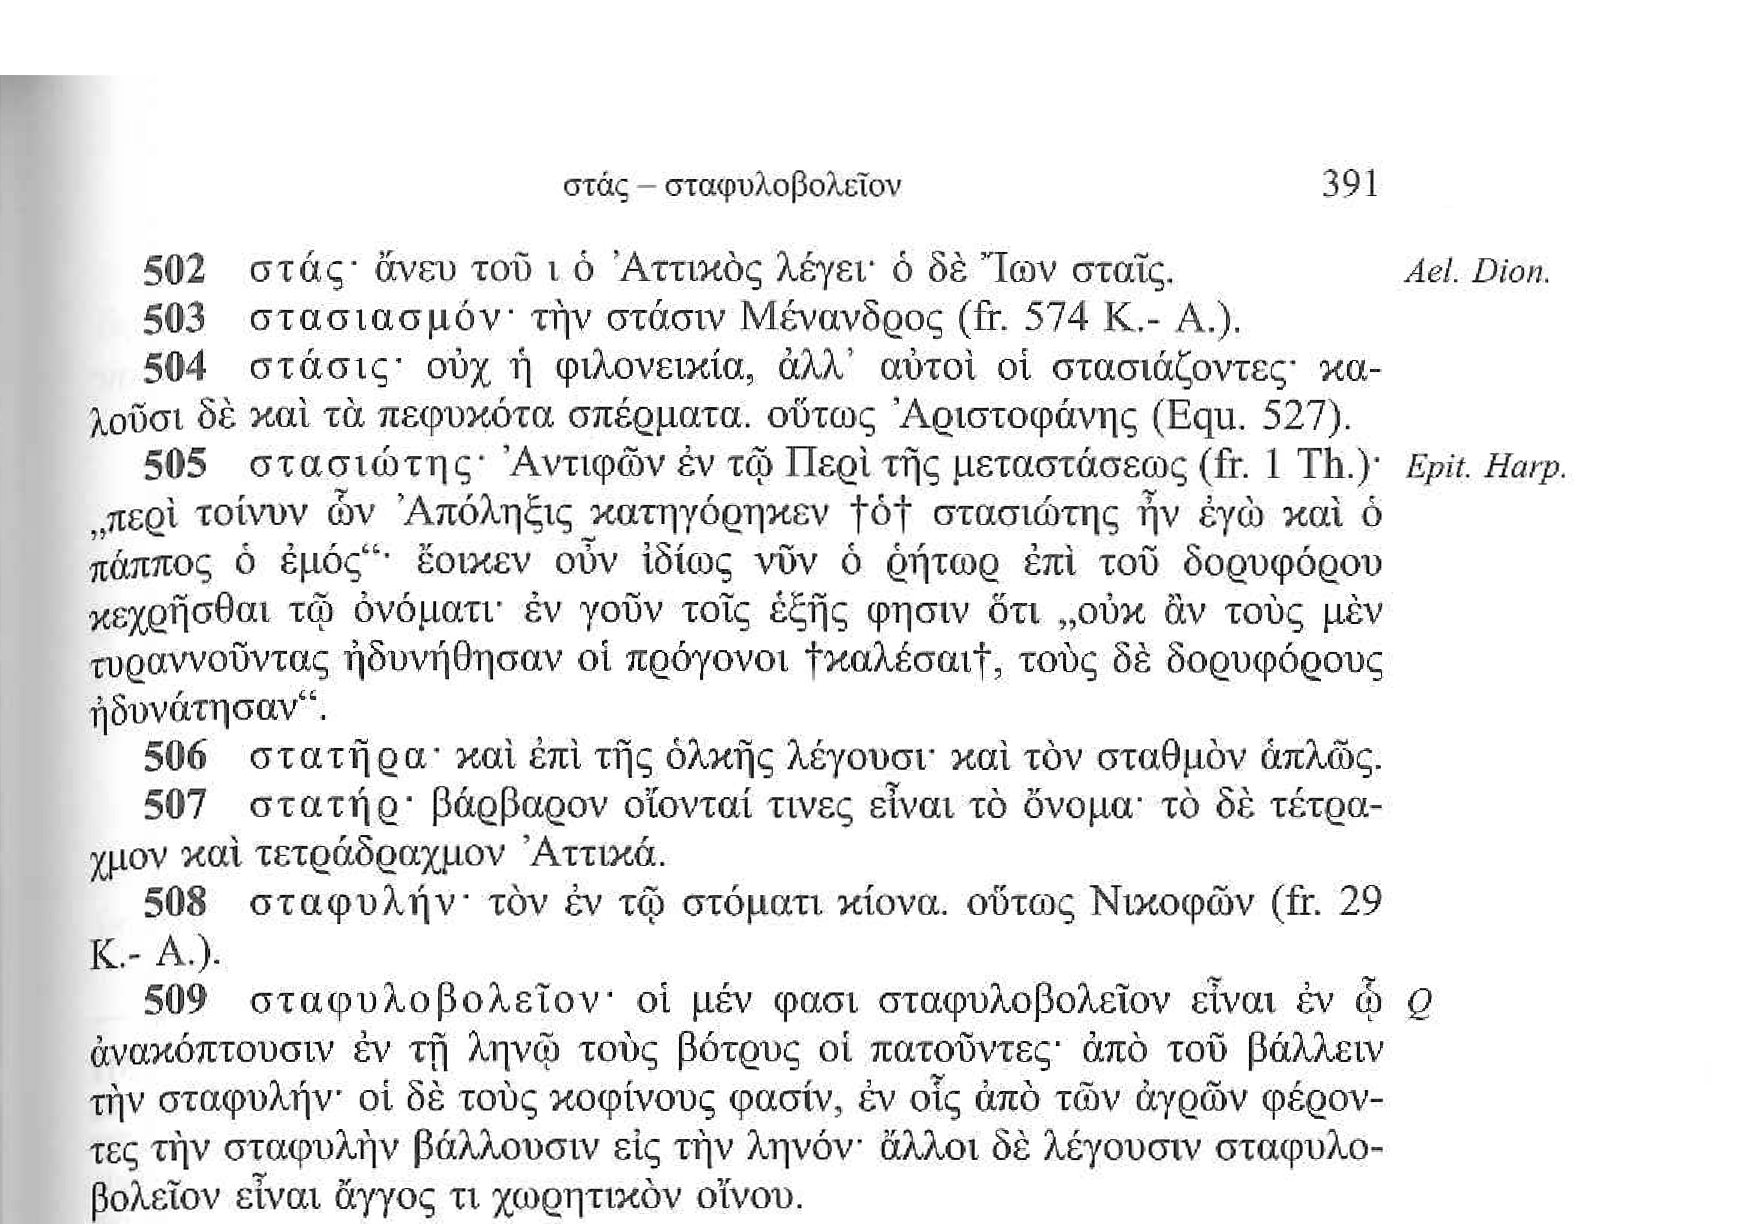 στάς – σταφυλοβολεῖον 391
502 στάς· ἄνευ τοῦ ι ὁ Ἀττικὸς λέγει· ὁ δὲ Ἴων σταῖς. Ael. Dion.
503 στασιασμόν· τὴν στάσιν Μένανδρος (fr. 574 K.- A.).
504 στάσις· οὐχ ἡ φιλονεικία, ἀλλ’ αὐτοὶ οἱ στασιάζοντες· κα-
λοῦσι δὲ καὶ τὰ πεφυκότα σπέρματα. οὕτως Ἀριστοφάνης (Equ. 527).
505 στασιώτης· Ἀντιφῶν ἐν τῷ Περὶ τῆς μεταστάσεως (fr. 1 Th.)· Epit. Harp.
„περὶ τοίνυν ὧν Ἀπόληξις κατηγόρηκεν †ὁ† στασιώτης ἦν ἐγὼ καὶ ὁ
πάππος ὁ ἐμός“· ἔοικεν οὖν ἰδίως νῦν ὁ ῥήτωρ ἐπὶ τοῦ δορυφόρου
κεχρῆσθαι τῷ ὀνόματι· ἐν γοῦν τοῖς ἑξῆς φησιν ὅτι „οὐκ ἂν τοὺς μὲν
τυραννοῦντας ἠδυνήθησαν οἱ πρόγονοι †καλέσαι†, τοὺς δὲ δορυφόρους
ἠδυνάτησαν“.
506 στατῆρα· καὶ ἐπὶ τῆς ὁλκῆς λέγουσι· καὶ τὸν σταθμὸν ἁπλῶς.
507 στατήρ· βάρβαρον οἴονταί τινες εἶναι τὸ ὄνομα· τὸ δὲ τέτρα-
χμον καὶ τετράδραχμον Ἀττικά.
508 σταφυλήν· τὸν ἐν τῷ στόματι κίονα. οὕτως Νικοφῶν (fr. 29
K.- A.).
509 σταφυλοβολεῖον· οἱ μέν φασι σταφυλοβολεῖον εἶναι ἐν ᾧ Q
ἀνακόπτουσιν ἐν τῇ ληνῷ τοὺς βότρυς οἱ πατοῦντες· ἀπὸ τοῦ βάλλειν
τὴν σταφυλήν· οἱ δὲ τοὺς κοφίνους φασίν, ἐν οἷς ἀπὸ τῶν ἀγρῶν φέρον-
τες τὴν σταφυλὴν βάλλουσιν εἰς τὴν ληνόν· ἄλλοι δὲ λέγουσιν σταφυλο-
βολεῖον εἶναι ἄγγος τι χωρητικὸν οἴνου.